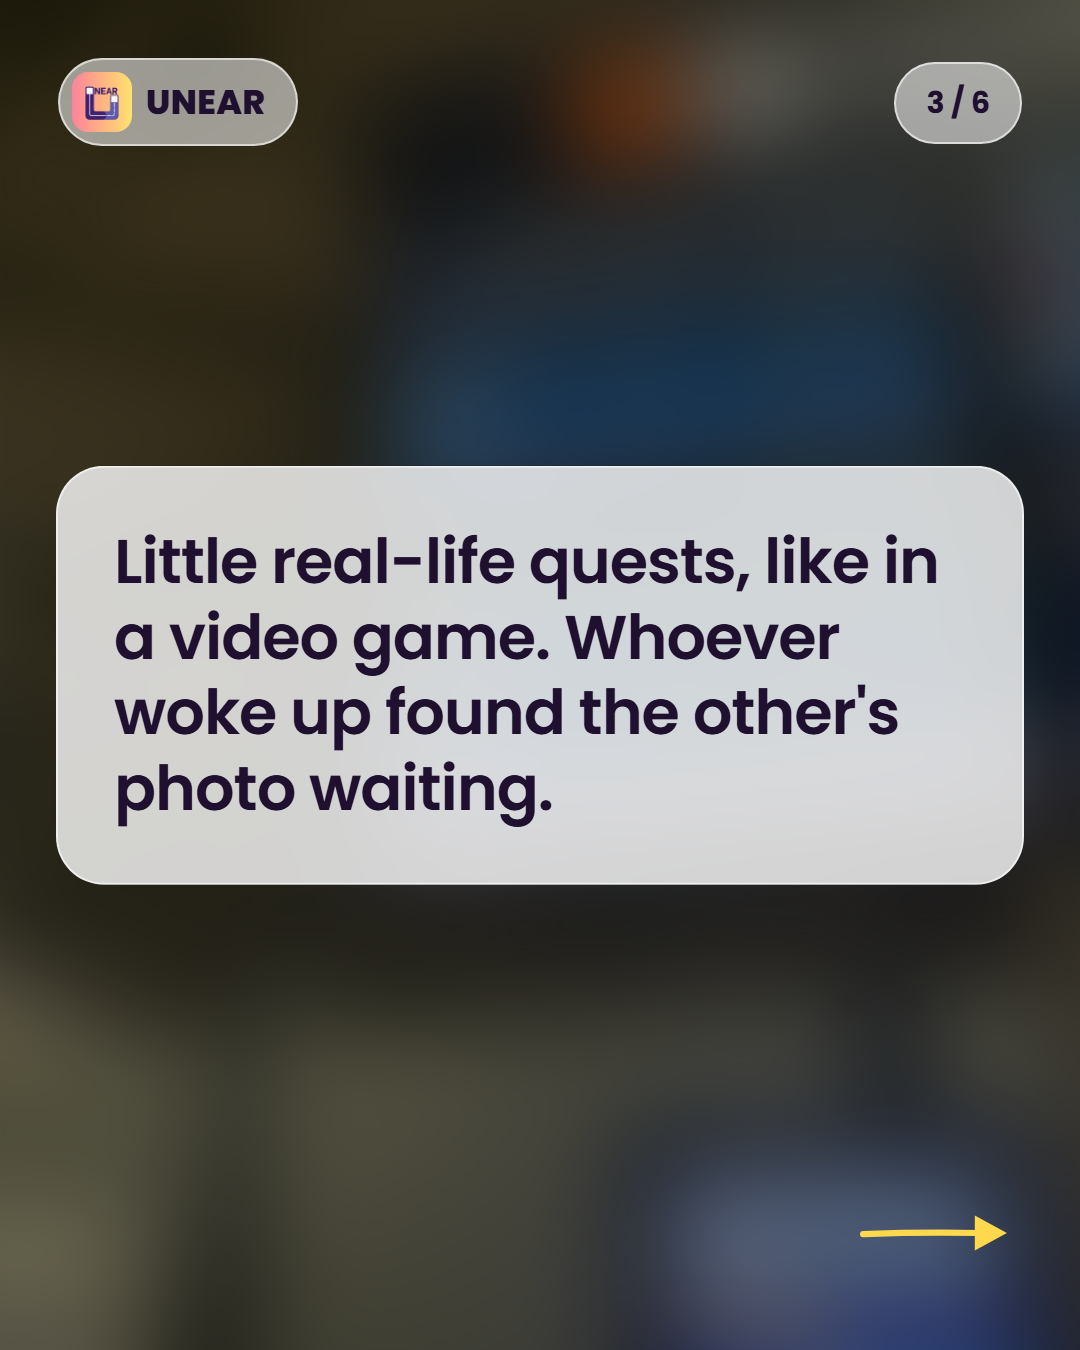 UNEAR
UNEAR
3 / 6
Little real-life quests, like in
a video game. Whoever
woke up found the other's
photo waiting.